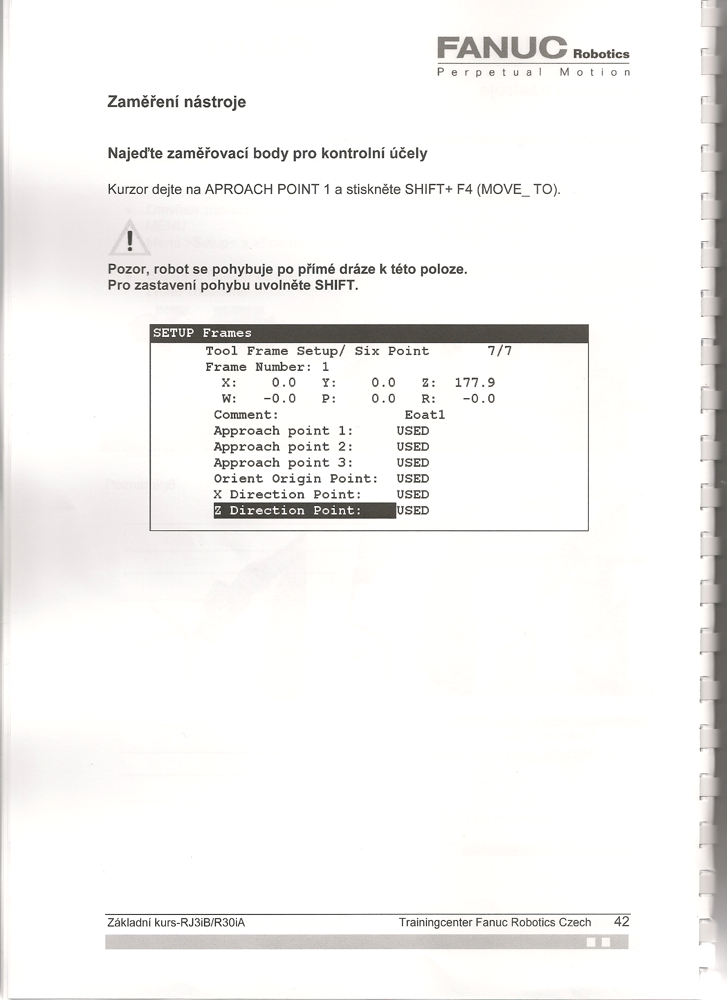 FANUC Robotics
Perpetual Motion
Zaměření nástroje
Najeďte zaměřovací body pro kontrolní účely
Kurzor dejte na APROACH POINT 1 a stiskněte SHIFT+ F4 (MOVE_ TO).
!
Pozor, robot se pohybuje po přímé dráze k této poloze.
Pro zastavení pohybu uvolněte SHIFT.
SETUP Frames
Tool Frame Setup/ Six Point 7/7
Frame Number: 1
X: 0.0 Y: 0.0 Z: 177.9
W: -0.0 P: 0.0 R: -0.0
Comment: Eoat1
Approach point 1: USED
Approach point 2: USED
Approach point 3: USED
Orient Origin Point: USED
X Direction Point: USED
Z Direction Point: USED
Základní kurs-RJ3iB/R30iA Trainingcenter Fanuc Robotics Czech 42